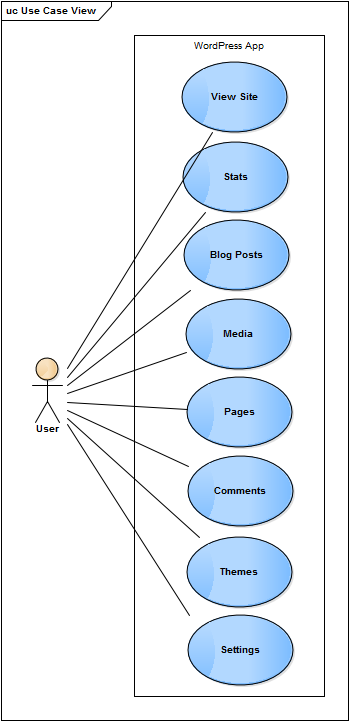 uc Use Case View
WordPress App
View Site
Stats
Blog Posts
Media
Pages
User
Comments
Themes
Settings